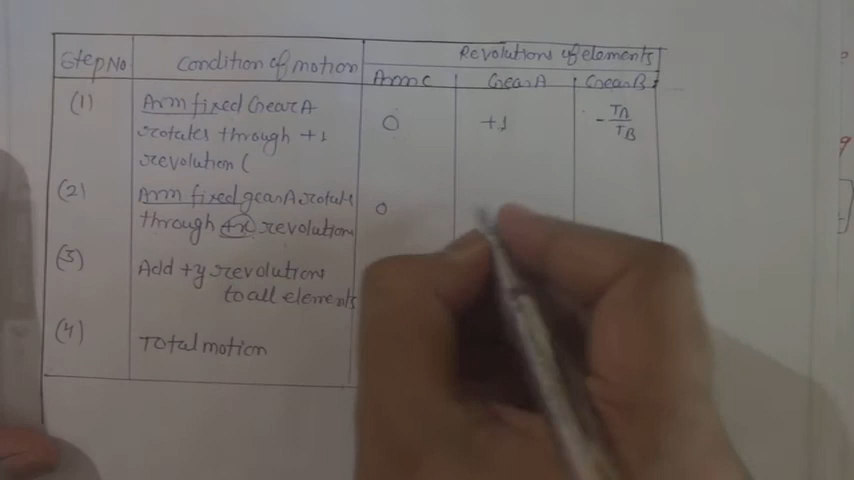 Step No Condition of motion Revolutions of elements
Arm C Gear A Gear B
(1) Arm fixed Gear A 0 +1 - TA/TB
rotates through +1
revolution (
(2) Arm fixed gear A rotate 0
through +x revolution
(3) Add +y revolutions
to all elements
(4) Total motion